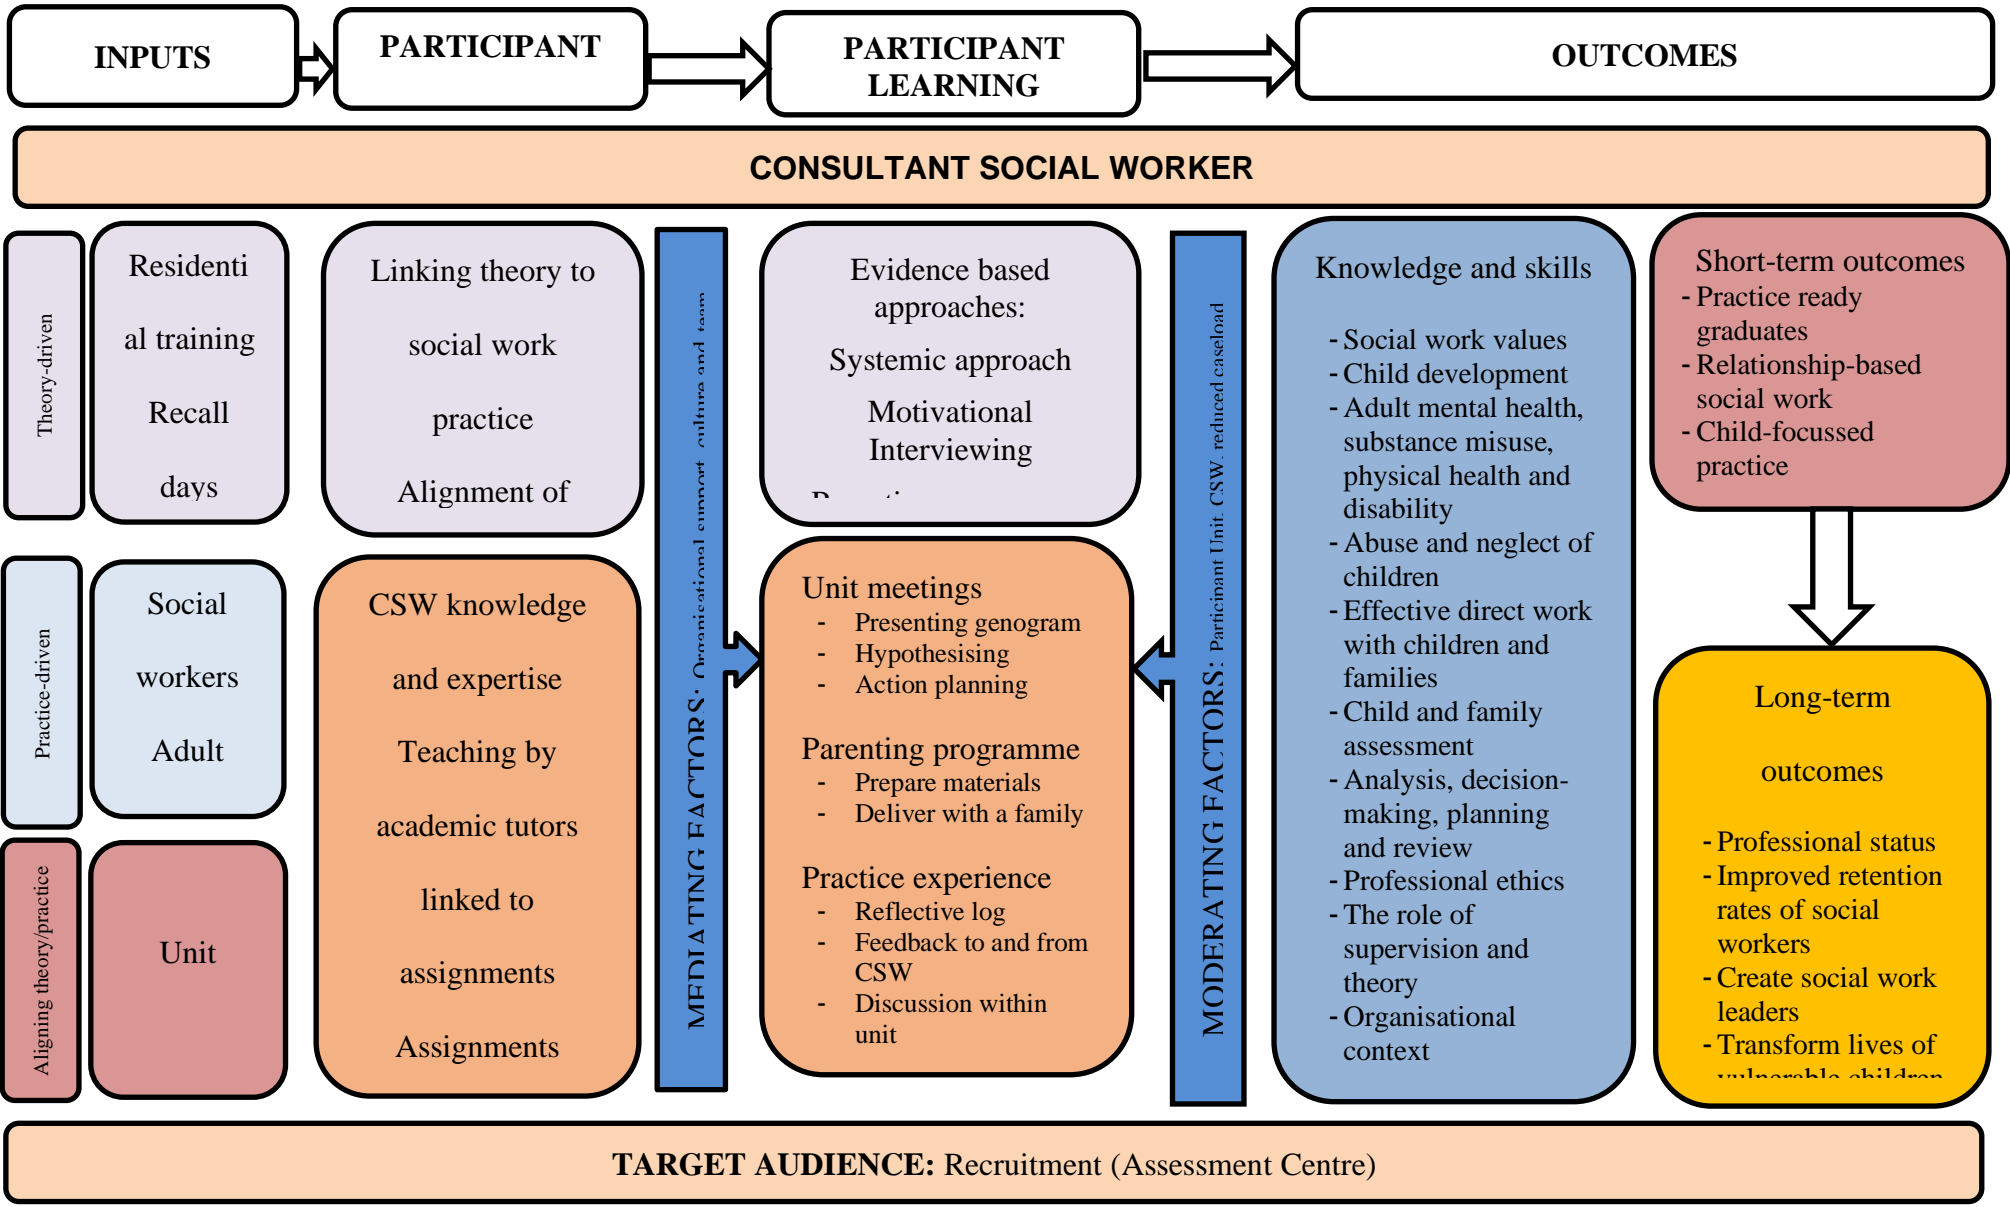 INPUTS
PARTICIPANT
PARTICIPANT
LEARNING
OUTCOMES
CONSULTANT SOCIAL WORKER
Theory-driven
Residenti
al training
Recall
days
Linking theory to
social work
practice
Alignment of
Practice-driven
Social
workers
Adult
Aligning theory/practice
Unit
CSW knowledge
and expertise
Teaching by
academic tutors
linked to
assignments
Assignments
MEDIATING FACTORS: Organisational support, culture and team
Evidence based
approaches:
Systemic approach
Motivational
Interviewing
Unit meetings
- Presenting genogram
- Hypothesising
- Action planning
Parenting programme
- Prepare materials
- Deliver with a family
Practice experience
- Reflective log
- Feedback to and from
CSW
- Discussion within
unit
MODERATING FACTORS: Participant Unit, CSW, reduced caseload
Knowledge and skills
- Social work values
- Child development
- Adult mental health,
substance misuse,
physical health and
disability
- Abuse and neglect of
children
- Effective direct work
with children and
families
- Child and family
assessment
- Analysis, decision-
making, planning
and review
- Professional ethics
- The role of
supervision and
theory
- Organisational
context
Short-term outcomes
- Practice ready
graduates
- Relationship-based
social work
- Child-focussed
practice
Long-term
outcomes
- Professional status
- Improved retention
rates of social
workers
- Create social work
leaders
- Transform lives of
vulnerable children
TARGET AUDIENCE: Recruitment (Assessment Centre)